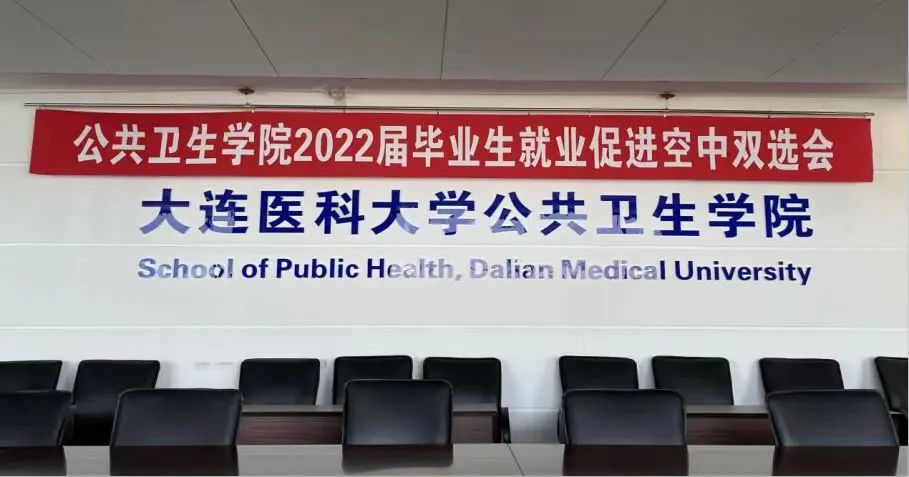 公共卫生学院2022届毕业生就业促进空中双选会
大连医科大学公共卫生学院
School of Public Health, Dalian Medical University